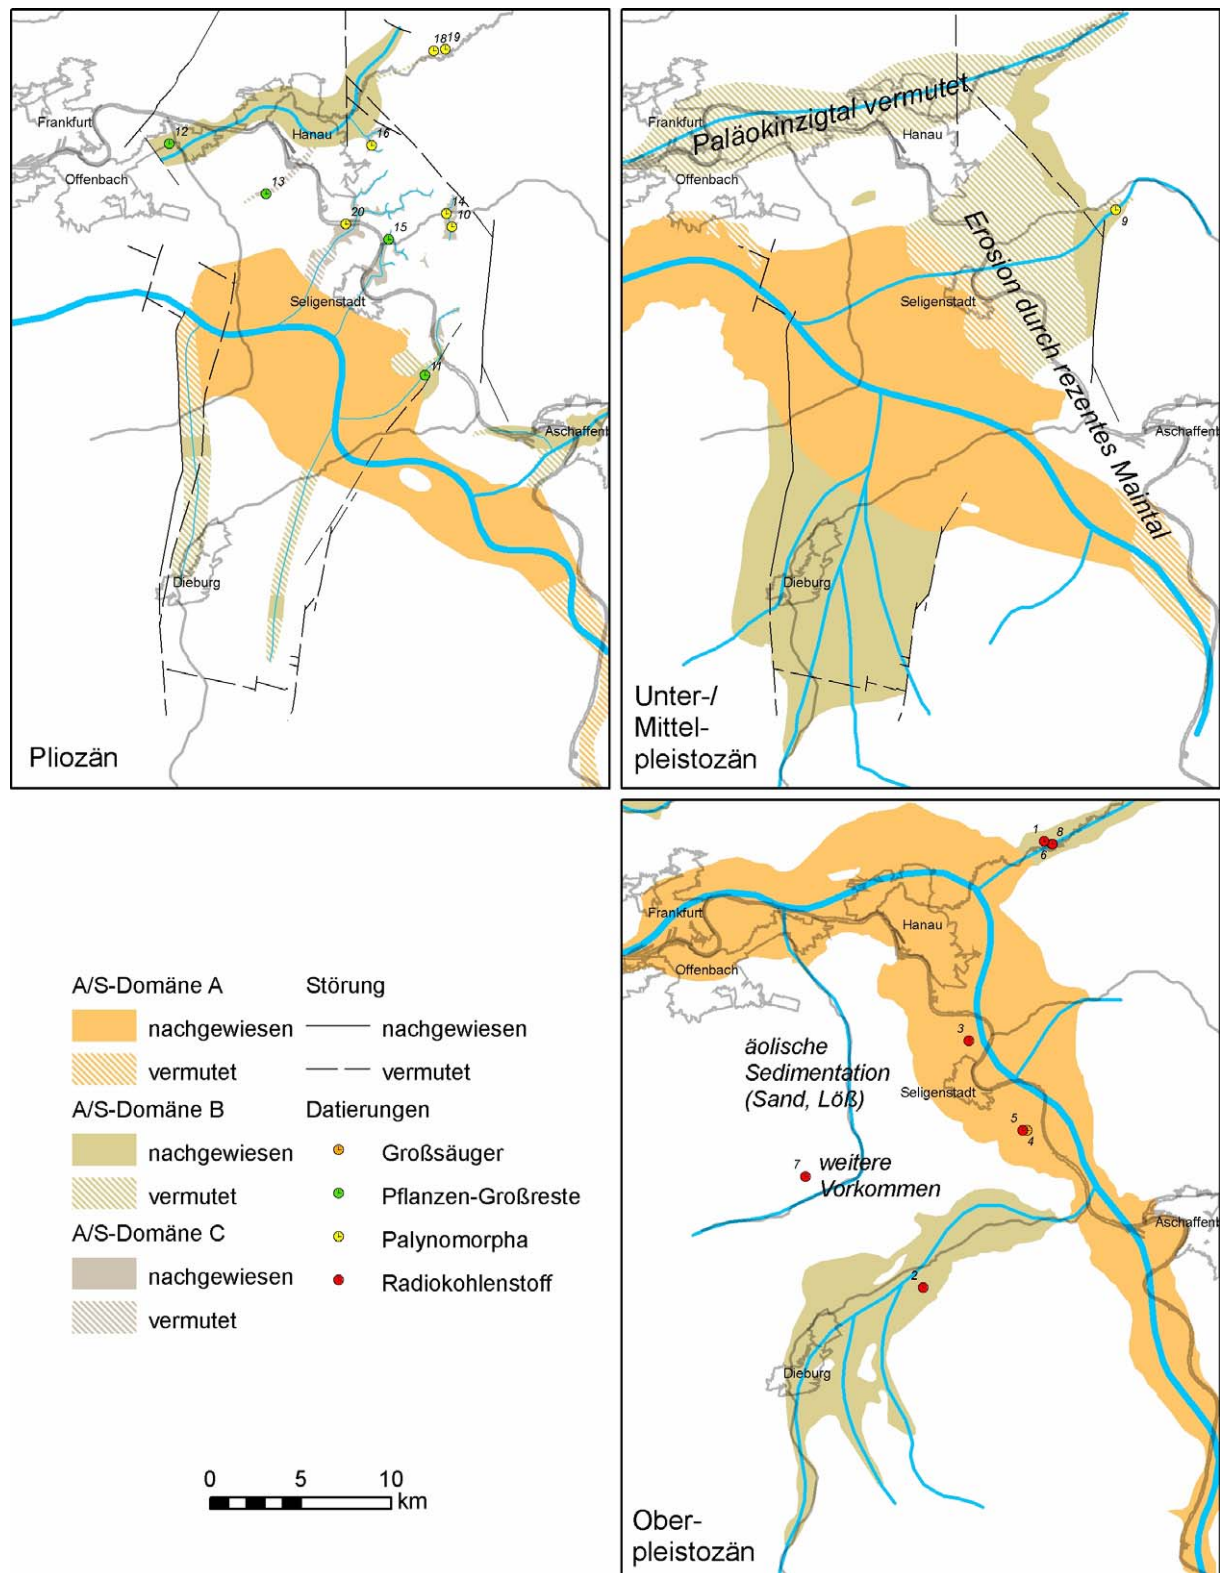 18 19
Frankfurt
12
Hanau
16
Offenbach
13
14
20
10
15
Seligenstadt
11
Aschaffenb
Dieburg
Pliozän
Paläokinzigtal vermutet
Frankfurt
Hanau
Offenbach
9
Erosion durch rezentes Maintal
Seligenstadt
Aschaffenb
Dieburg
Unter-/
Mittel-
pleistozän
1
8
6
Frankfurt
Hanau
Offenbach
3
äolische
Sedimentation
(Sand, Löß)
Seligenstadt
5
4
7
weitere
Vorkommen
Aschaffenb
2
Dieburg
Ober-
pleistozän
A/S-Domäne A
nachgewiesen
vermutet
A/S-Domäne B
nachgewiesen
vermutet
A/S-Domäne C
nachgewiesen
vermutet
Störung
nachgewiesen
vermutet
Datierungen
Großsäuger
Pflanzen-Großreste
Palynomorpha
Radiokohlenstoff
0 5 10
km